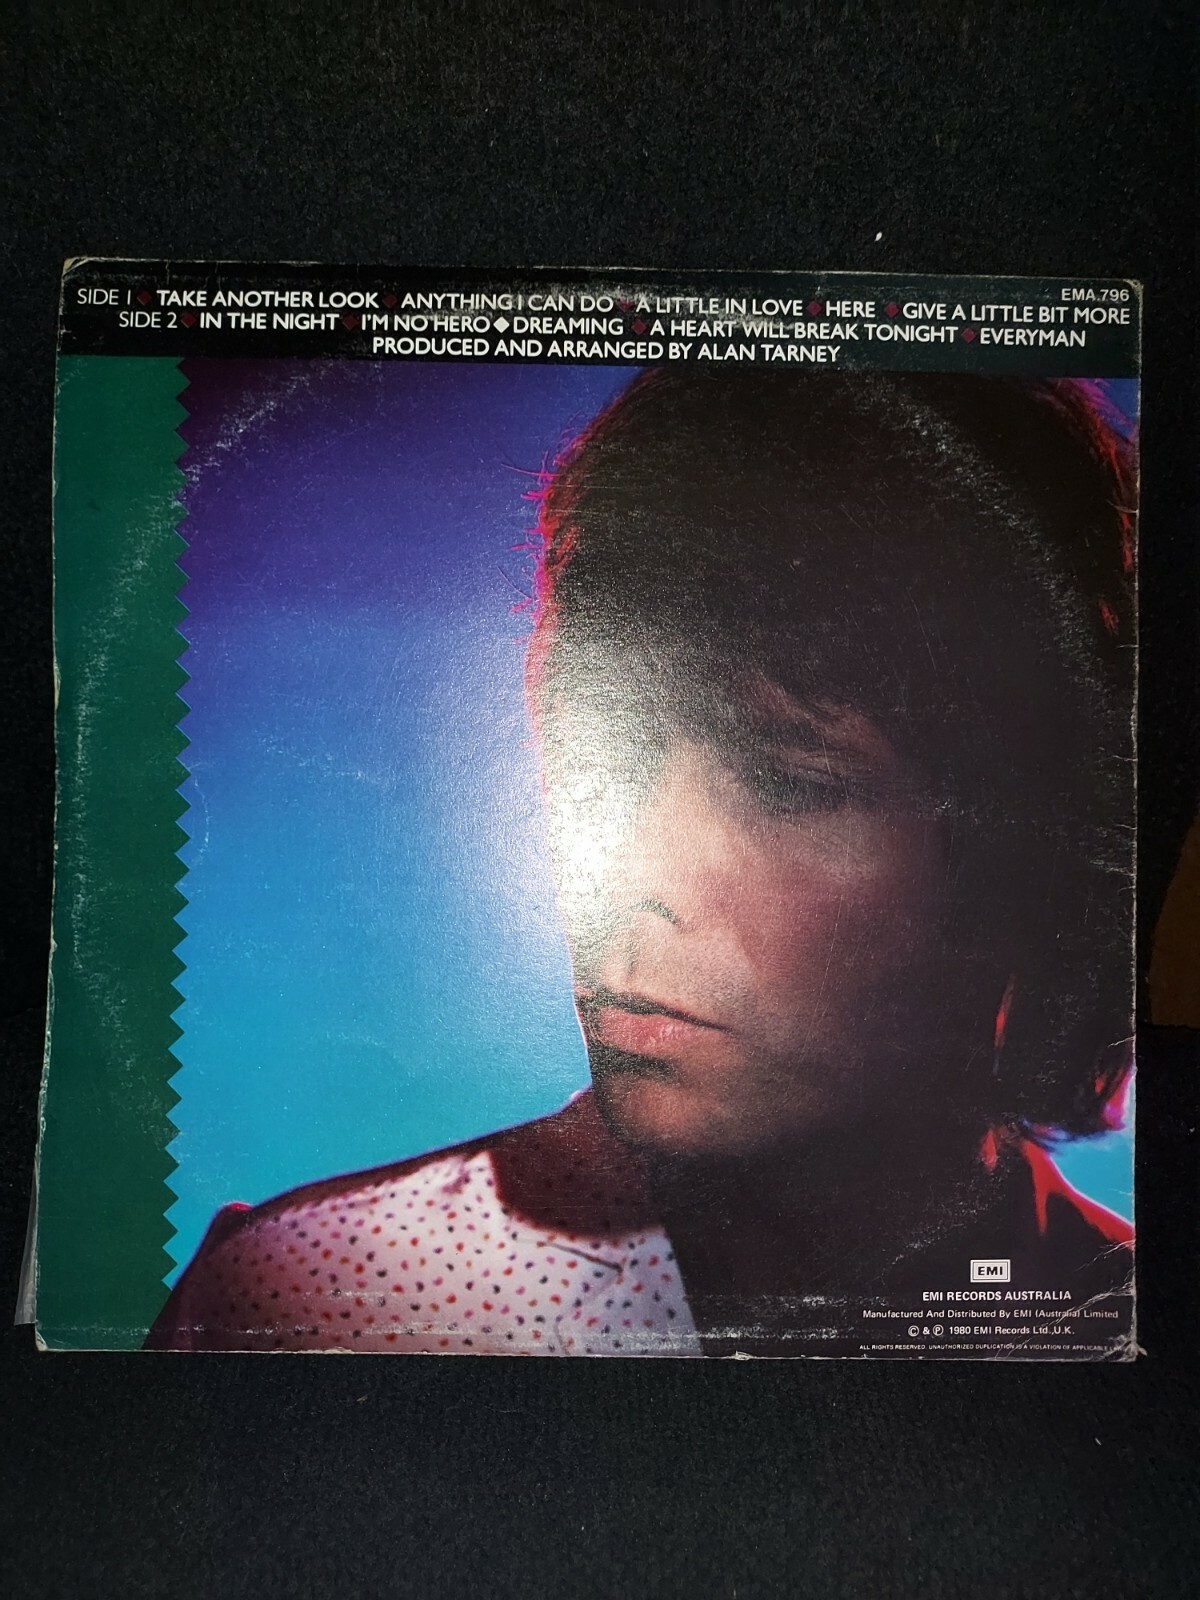 EMA.796
SIDE 1 ◆ TAKE ANOTHER LOOK ◆ ANYTHING I CAN DO ◆ A LITTLE IN LOVE ◆ HERE ◆ GIVE A LITTLE BIT MORE
SIDE 2 ◆ IN THE NIGHT ◆ I'M NO HERO ◆ DREAMING ◆ A HEART WILL BREAK TONIGHT ◆ EVERYMAN
PRODUCED AND ARRANGED BY ALAN TARNEY
EMI
EMI RECORDS AUSTRALIA
Manufactured And Distributed By EMI (Australia) Limited
© & ℗ 1980 EMI Records Ltd.,U.K.
ALL RIGHTS RESERVED. UNAUTHORIZED DUPLICATION IS A VIOLATION OF APPLICABLE